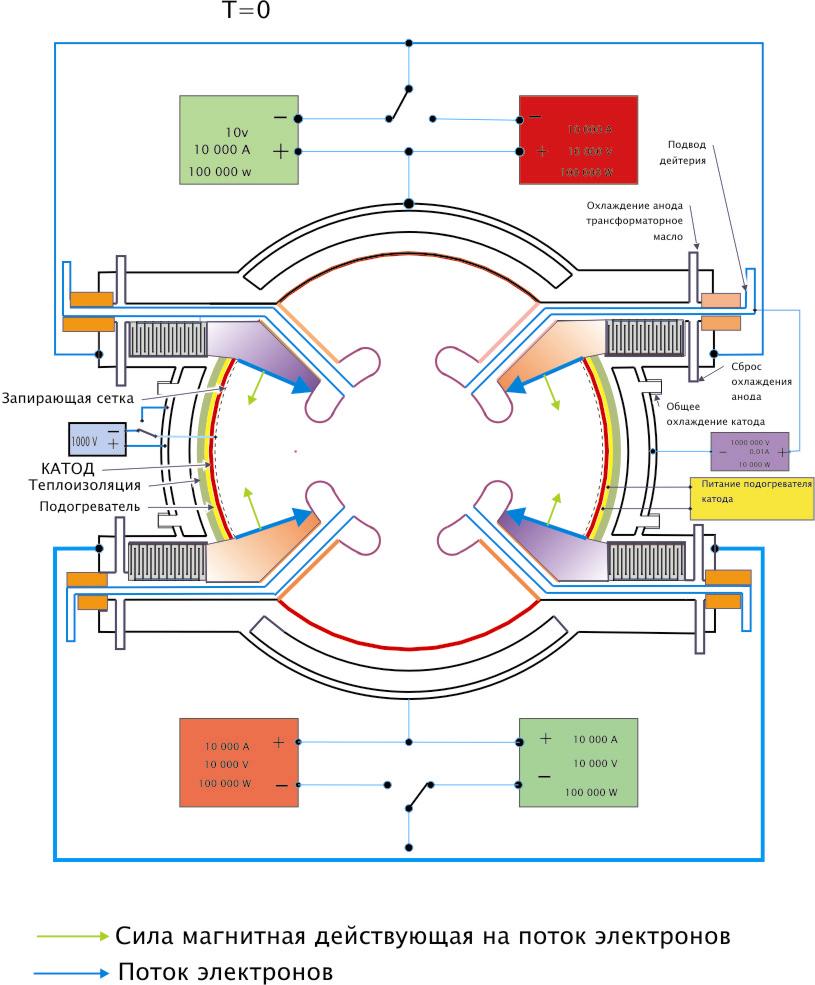 T=0
−
10v
10 000 A
+
100 000 w
−
10 000 A
+
10 000 V
100 000 W
Подвод
дейтерия
Охлаждение анода
трансформаторное
масло
Сброс
охлаждения
анода
Общее
охлаждение катода
Запирающая сетка
1000 V
−
+
1000000 V
−
0,01A
+
10 000 W
КАТОД
Теплоизоляция
Подогреватель
Питание подогревателя
катода
10 000 A
+
10 000 V
100 000 W
−
+
10 000 A
10 000 V
−
100 000 W
Сила магнитная действующая на поток электронов
Поток электронов